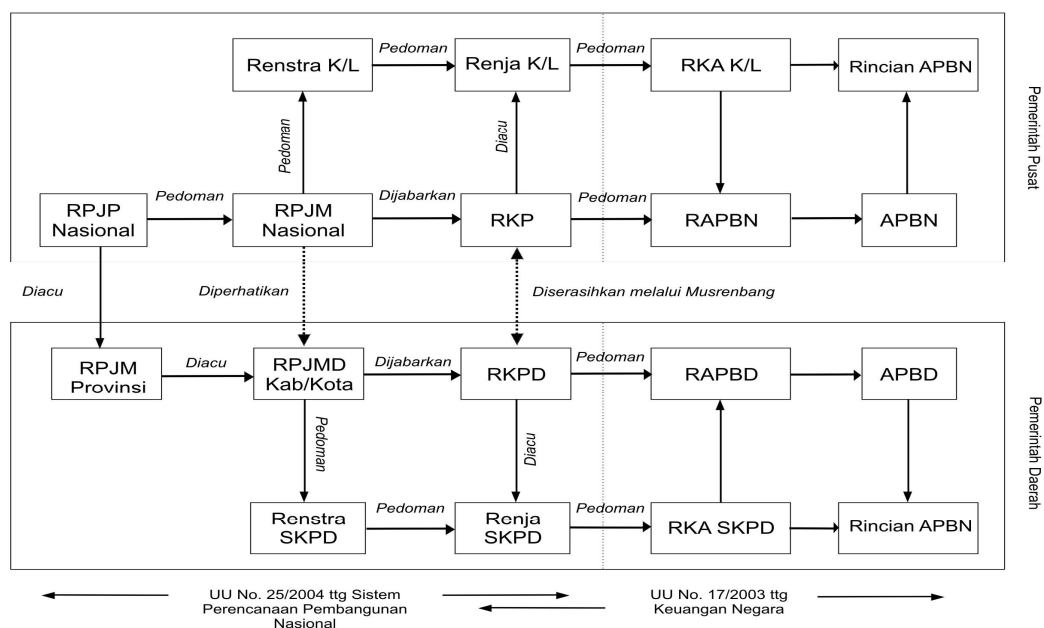 Pedoman
Pedoman
Pedoman
Renstra K/L
Renja K/L
RKA K/L
Rincian APBN
Pemerintah Pusat
Pedoman
Diacu
RPJP
Nasional
Pedoman
RPJM
Nasional
Dijabarkan
RKP
Pedoman
RAPBN
APBN
Diacu
Diperhatikan
Diserasihkan melalui Musrenbang
RPJM
Provinsi
Diacu
RPJMD
Kab/Kota
Dijabarkan
RKPD
Pedoman
RAPBD
APBD
Pemerintah Daerah
Pedoman
Diacu
Renstra
SKPD
Pedoman
Renja
SKPD
Pedoman
RKA SKPD
Rincian APBN
UU No. 25/2004 ttg Sistem
Perencanaan Pembangunan
Nasional
UU No. 17/2003 ttg
Keuangan Negara